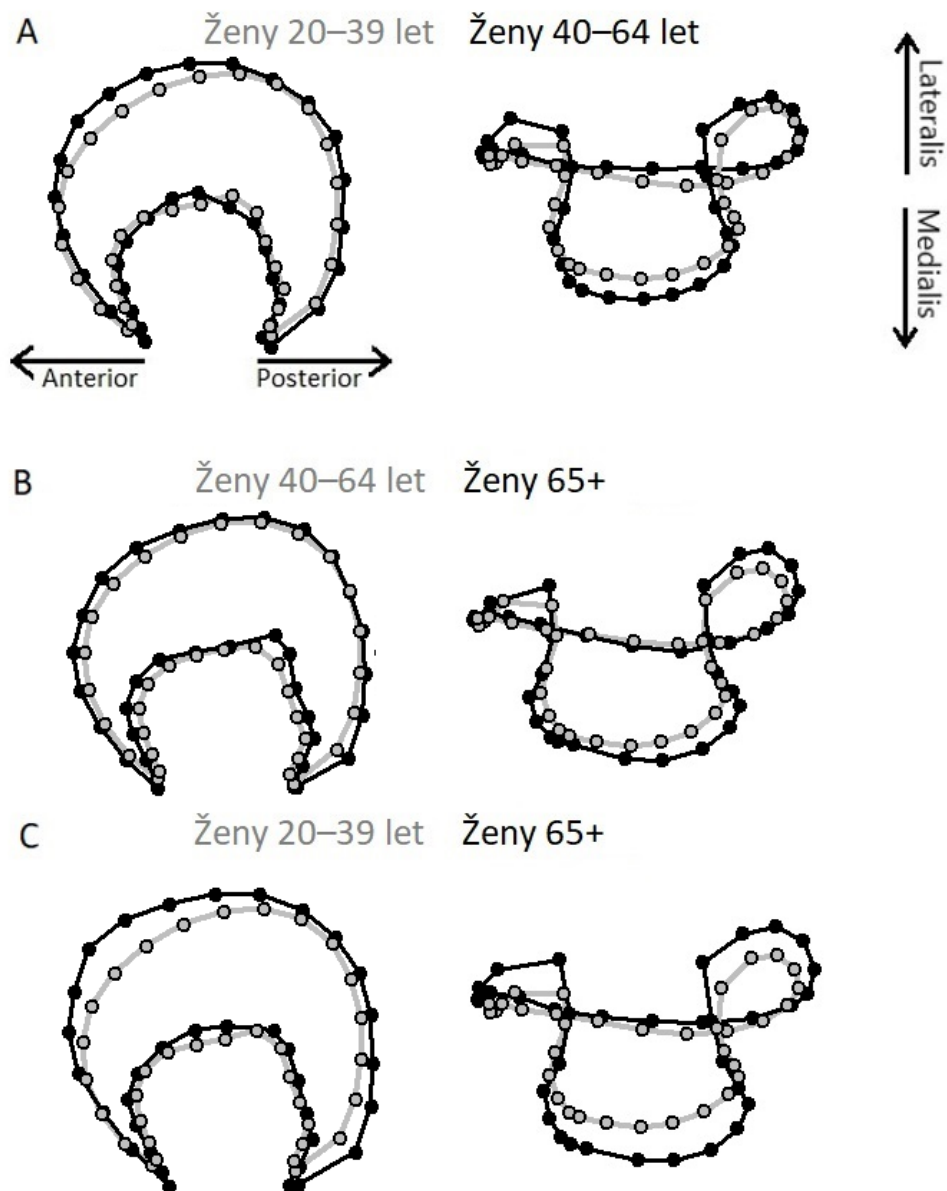 A
Ženy 20–39 let
Ženy 40–64 let
Lateralis
Medialis
Anterior
Posterior
B
Ženy 40–64 let
Ženy 65+
C
Ženy 20–39 let
Ženy 65+